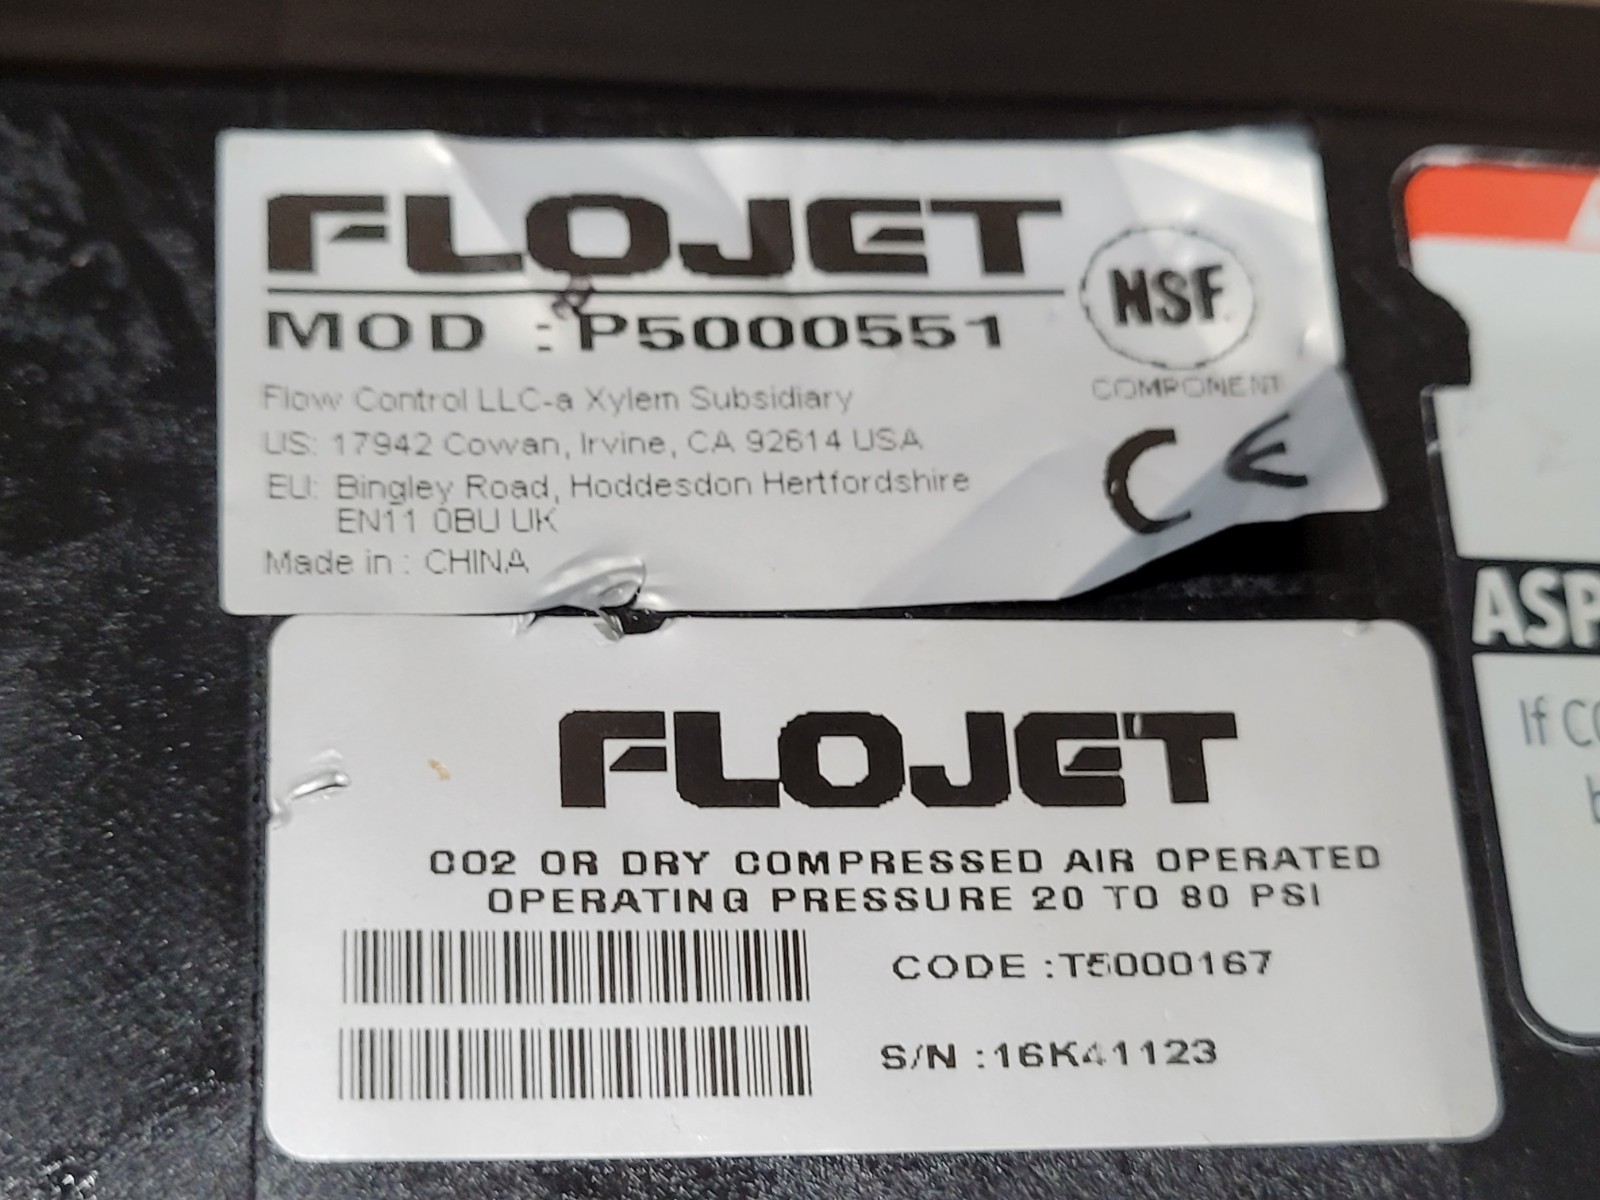 FLOJET
MOD : P5000551
NSF
COMPONENT
Flow Control LLC-a Xylem Subsidiary
US: 17942 Cowan, Irvine, CA 92614 USA
EU: Bingley Road, Hoddesdon Hertfordshire
EN11 0BU UK
Made in : CHINA
CE
FLOJET
CO2 OR DRY COMPRESSED AIR OPERATED
OPERATING PRESSURE 20 TO 80 PSI
CODE :T5000167
S/N :16K41123
ASP
If